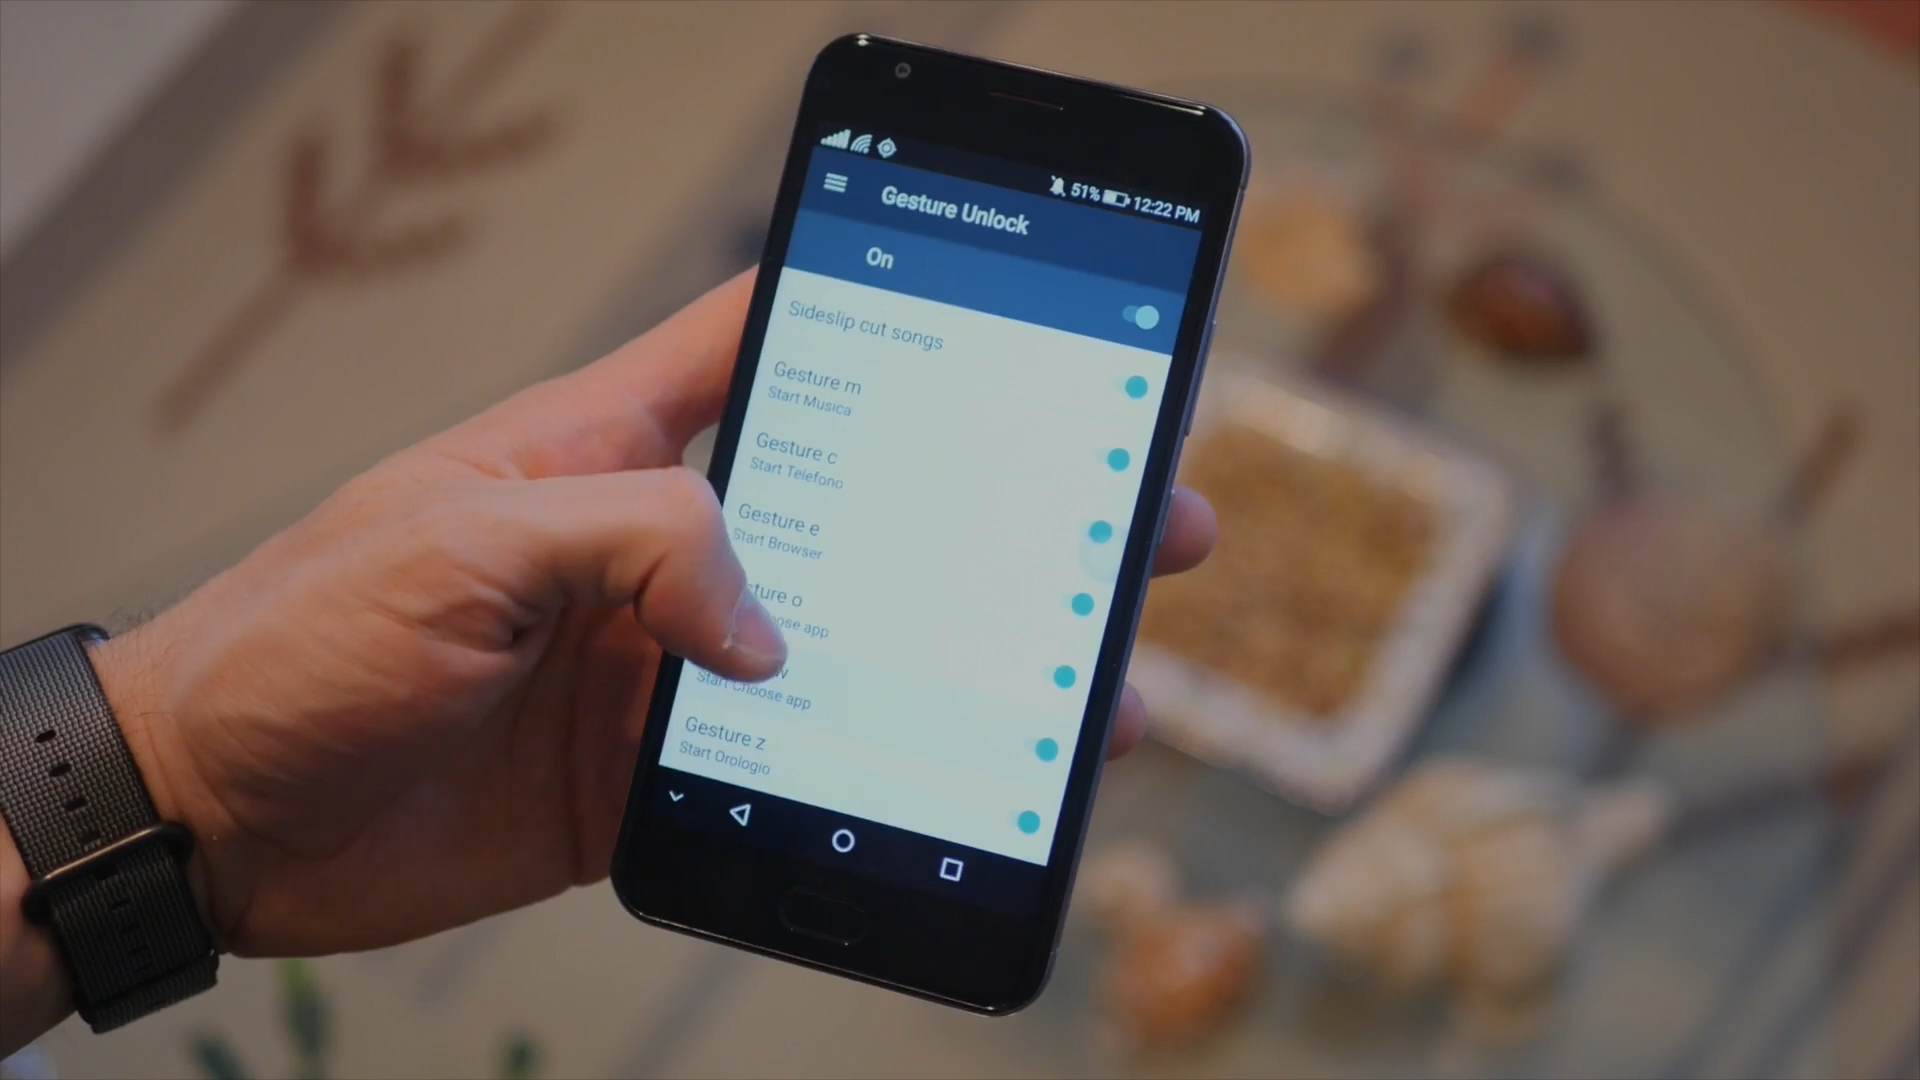 51% 12:22 PM
Gesture Unlock
On
Sideslip cut songs
Gesture m
Start Musica
Gesture c
Start Telefono
Gesture e
Start Browser
o
app
Start Choose app
Gesture z
Start Orologio